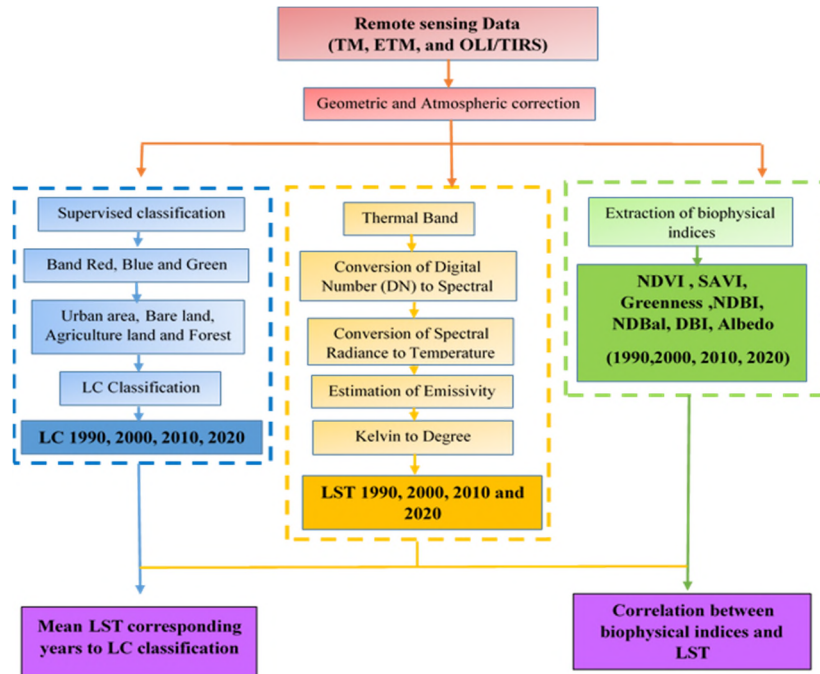 Remote sensing Data
(TM, ETM, and OLI/TIRS)
Geometric and Atmospheric correction
Supervised classification
Band Red, Blue and Green
Urban area, Bare land,
Agriculture land and Forest
LC Classification
LC 1990, 2000, 2010, 2020
Thermal Band
Conversion of Digital
Number (DN) to Spectral
Conversion of Spectral
Radiance to Temperature
Estimation of Emissivity
Kelvin to Degree
LST 1990, 2000, 2010 and
2020
Extraction of biophysical
indices
NDVI , SAVI,
Greenness ,NDBI,
NDBal, DBI, Albedo
(1990,2000, 2010, 2020)
Mean LST corresponding
years to LC classification
Correlation between
biophysical indices and
LST